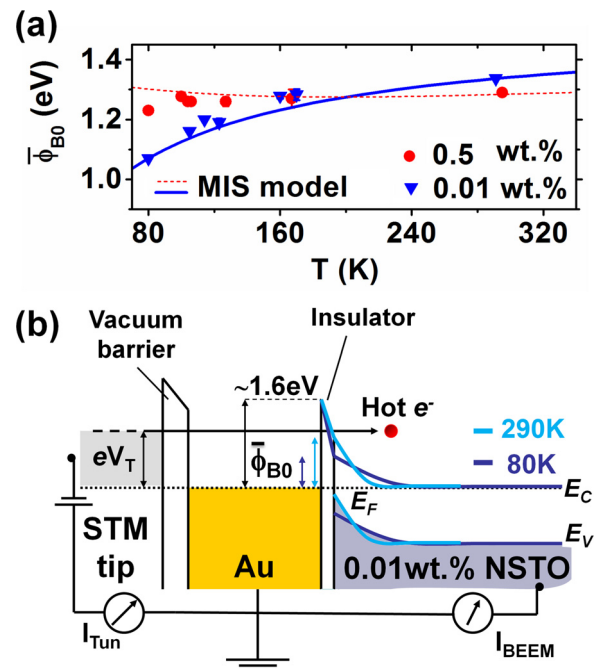 (a)
ϕ̅B0 (eV)
1.4
1.2
1.0
0.5 wt.%
MIS model
0.01 wt.%
80 160 240 320
T (K)
(b)
Vacuum
barrier
Insulator
~1.6eV
Hot e-
290K
80K
eVT
ϕ̅B0
EF
EC
EV
STM
tip
Au
0.01wt.% NSTO
ITun
IBEEM